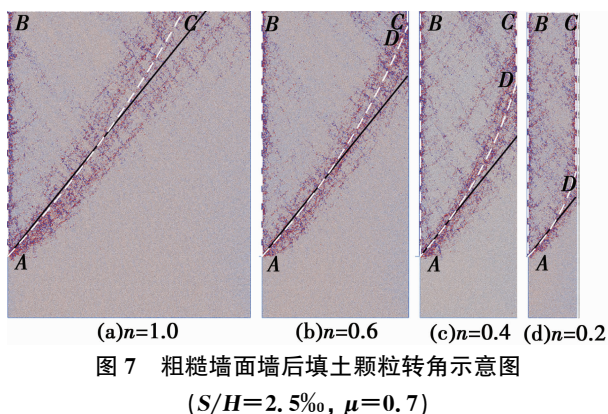 B
C
A
B
C
D
A
B
C
D
A
B
C
D
A
(a)n=1.0
(b)n=0.6
(c)n=0.4
(d)n=0.2
图 7 粗糙墙面墙后填土颗粒转角示意图
(S/H=2.5‰, μ=0.7)